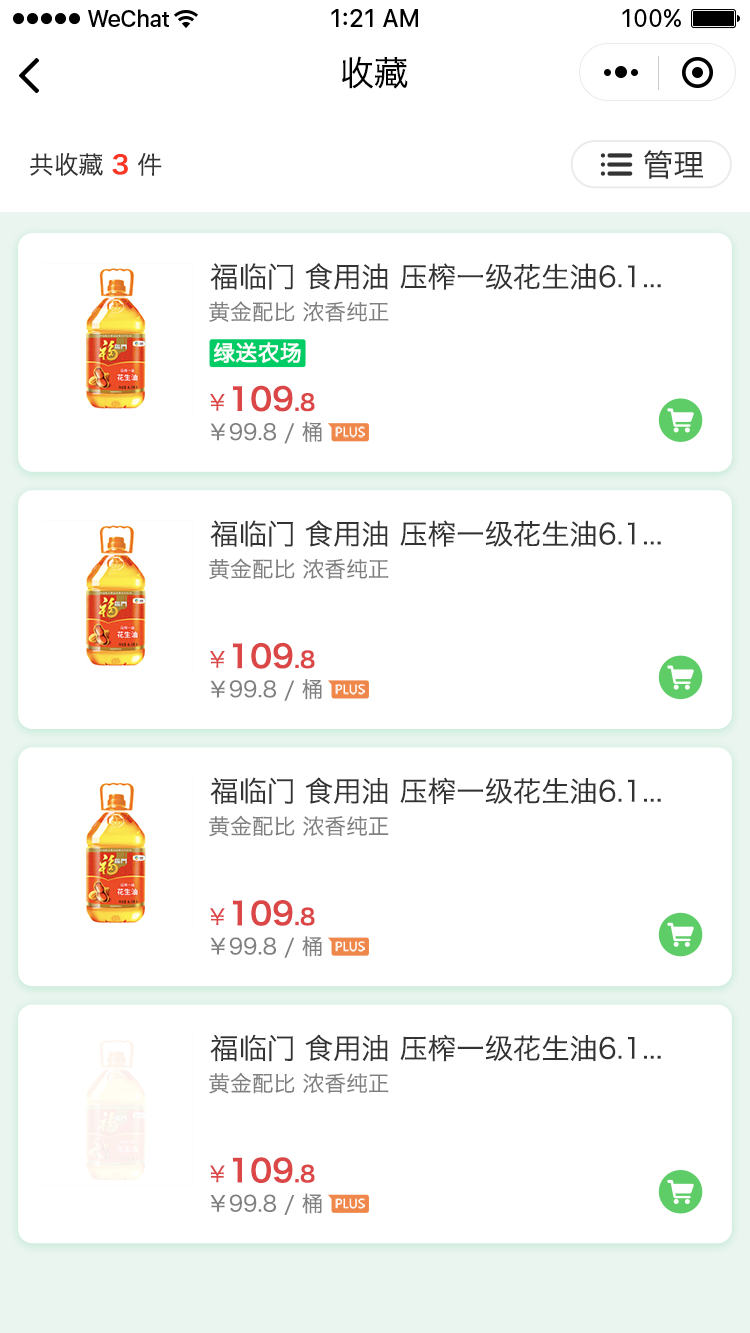 WeChat 1:21 AM 100%
收藏
共收藏 3 件
管理
福临门 食用油 压榨一级花生油6.1...
黄金配比 浓香纯正
绿送农场
¥109.8
¥99.8 / 桶 PLUS
福临门 食用油 压榨一级花生油6.1...
黄金配比 浓香纯正
¥109.8
¥99.8 / 桶 PLUS
福临门 食用油 压榨一级花生油6.1...
黄金配比 浓香纯正
¥109.8
¥99.8 / 桶 PLUS
福临门 食用油 压榨一级花生油6.1...
黄金配比 浓香纯正
¥109.8
¥99.8 / 桶 PLUS